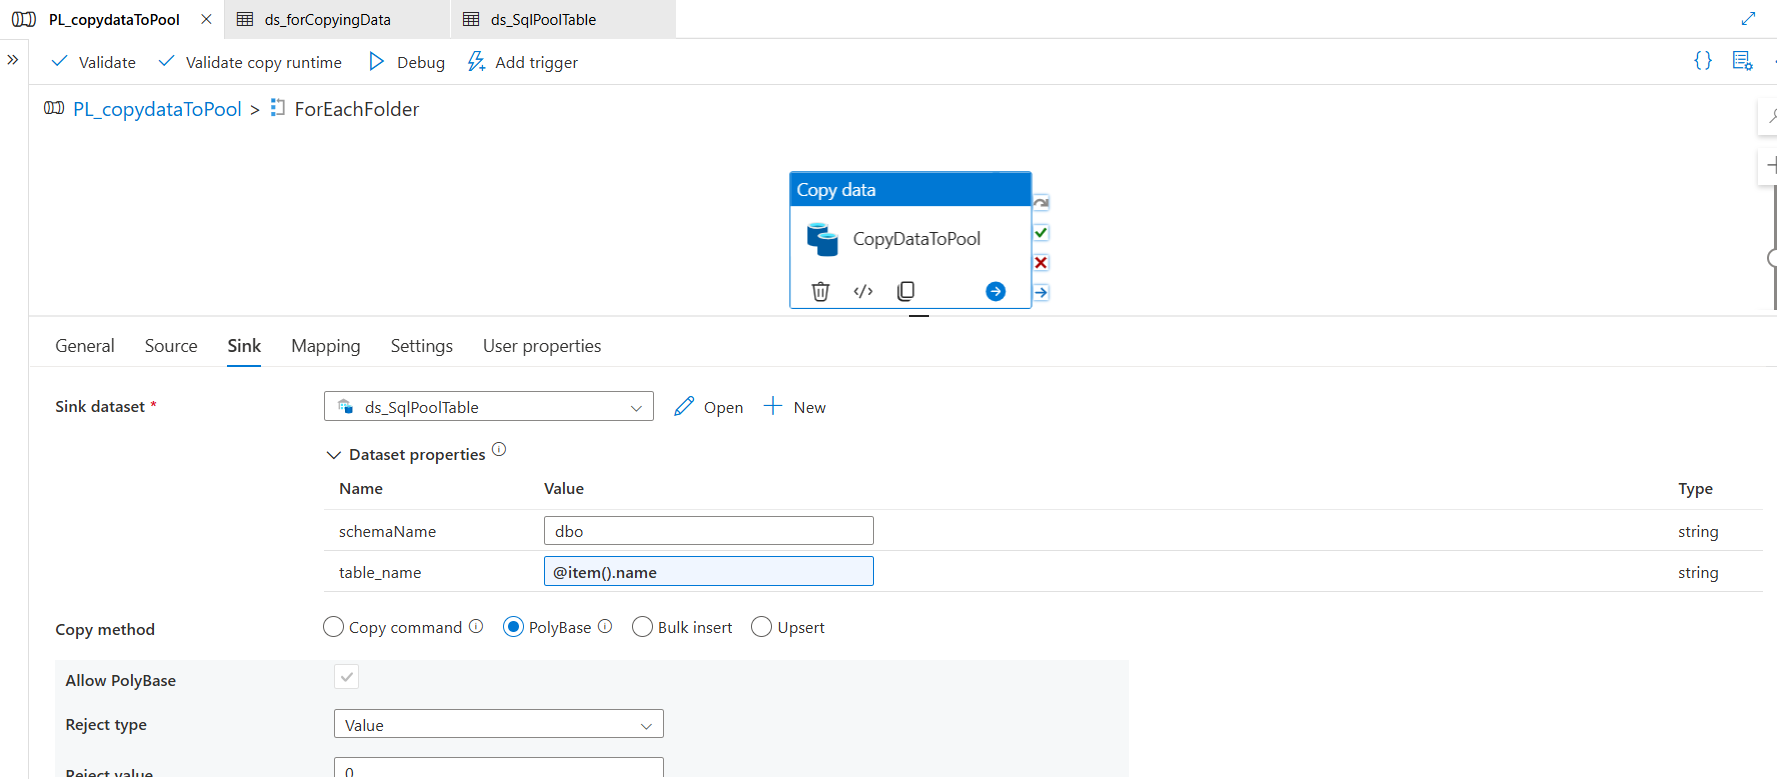 PL_copydataToPool ds_forCopyingData ds_SqlPoolTable
Validate Validate copy runtime Debug Add trigger
PL_copydataToPool > ForEachFolder
Copy data
CopyDataToPool
General Source Sink Mapping Settings User properties
Sink dataset * ds_SqlPoolTable Open New
Dataset properties
Name Value Type
schemaName dbo string
table_name @item().name string
Copy method Copy command PolyBase Bulk insert Upsert
Allow PolyBase
Reject type Value
Reject value 0